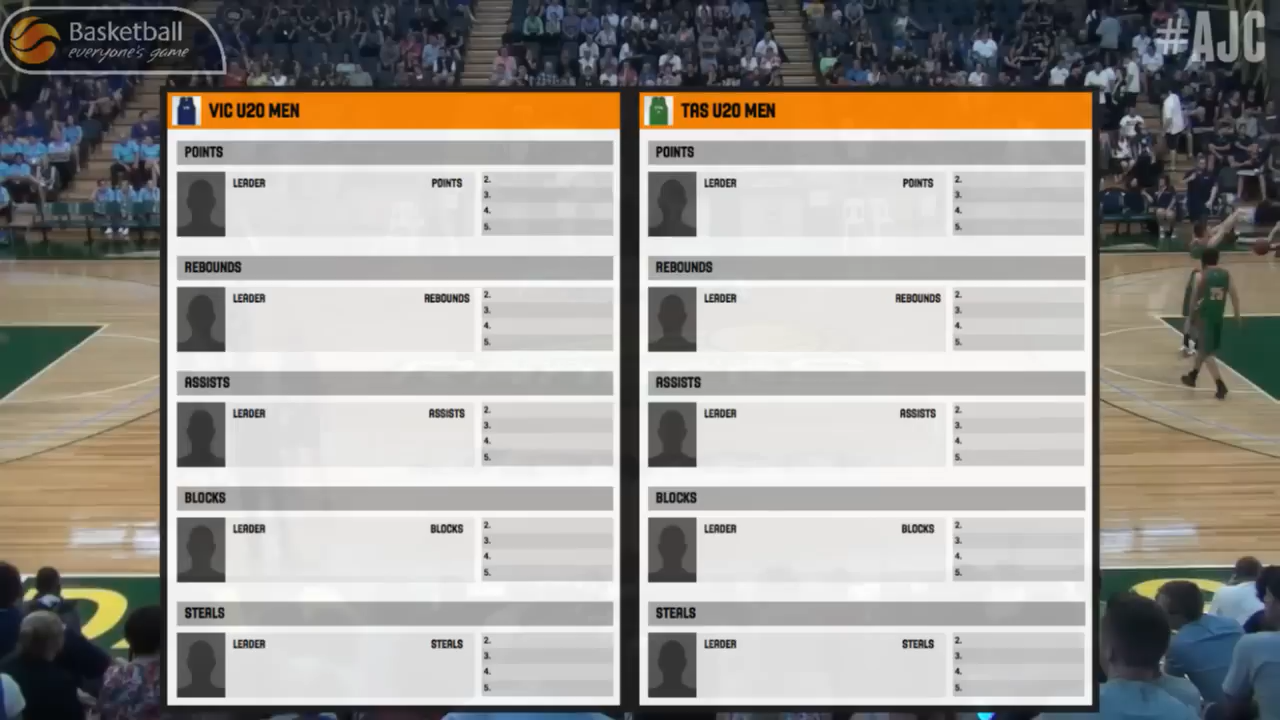 Basketball
everyone's game
#AJC
VIC U20 MEN
POINTS
LEADER POINTS
2.
3.
4.
5.
REBOUNDS
LEADER REBOUNDS
2.
3.
4.
5.
ASSISTS
LEADER ASSISTS
2.
3.
4.
5.
BLOCKS
LEADER BLOCKS
2.
3.
4.
5.
STEALS
LEADER STEALS
2.
3.
4.
5.
TAS U20 MEN
POINTS
LEADER POINTS
2.
3.
4.
5.
REBOUNDS
LEADER REBOUNDS
2.
3.
4.
5.
ASSISTS
LEADER ASSISTS
2.
3.
4.
5.
BLOCKS
LEADER BLOCKS
2.
3.
4.
5.
STEALS
LEADER STEALS
2.
3.
4.
5.